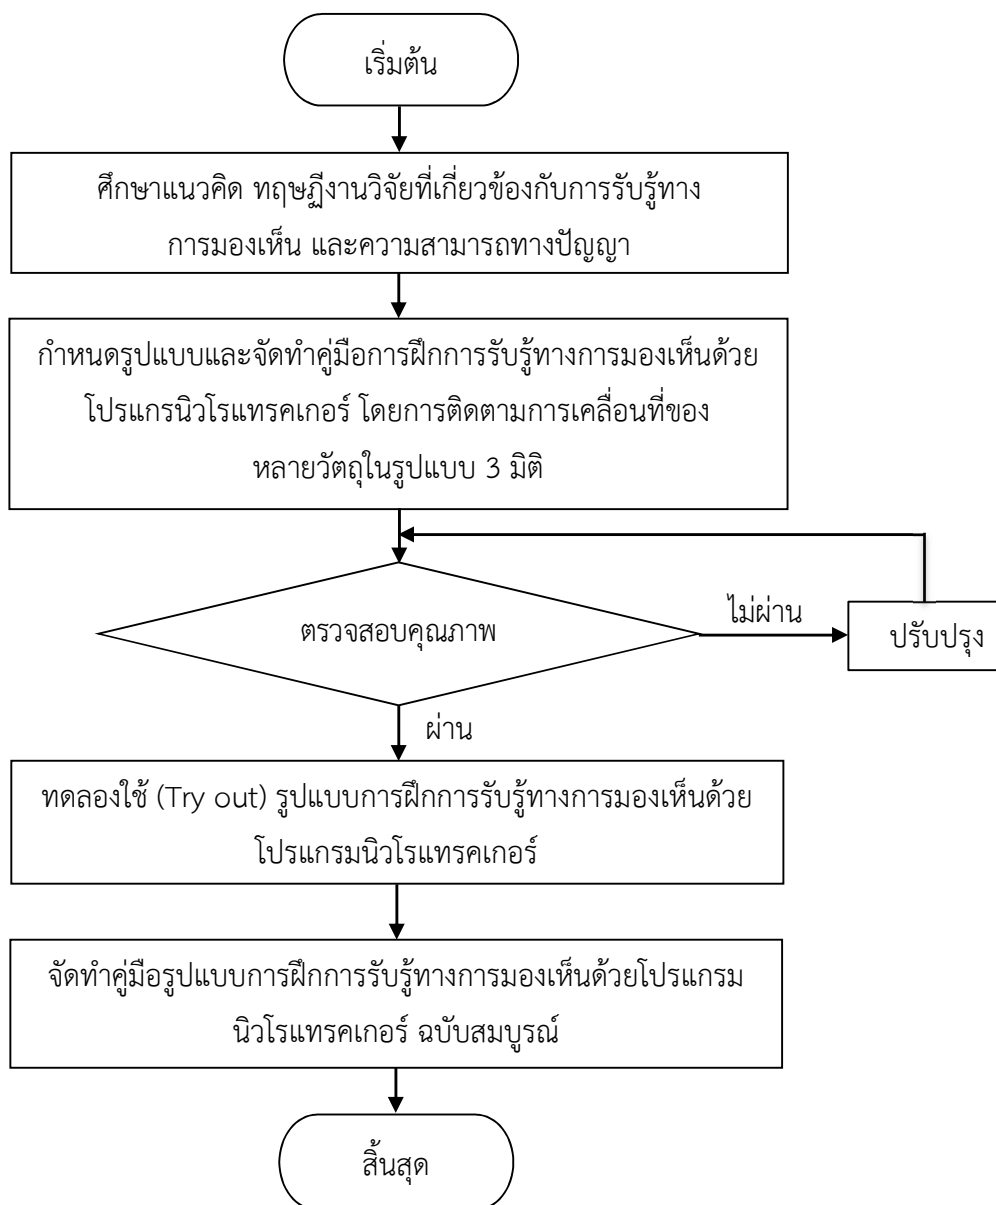 เริ่มต้น
ศึกษาแนวคิด ทฤษฏีงานวิจัยที่เกี่ยวข้องกับการรับรู้ทาง
การมองเห็น และความสามารถทางปัญญา
กำหนดรูปแบบและจัดทำคู่มือการฝึกการรับรู้ทางการมองเห็นด้วย
โปรแกรนิวโรแทรคเกอร์ โดยการติดตามการเคลื่อนที่ของ
หลายวัตถุในรูปแบบ 3 มิติ
ตรวจสอบคุณภาพ
ไม่ผ่าน
ปรับปรุง
ผ่าน
ทดลองใช้ (Try out) รูปแบบการฝึกการรับรู้ทางการมองเห็นด้วย
โปรแกรมนิวโรแทรคเกอร์
จัดทำคู่มือรูปแบบการฝึกการรับรู้ทางการมองเห็นด้วยโปรแกรม
นิวโรแทรคเกอร์ ฉบับสมบูรณ์
สิ้นสุด